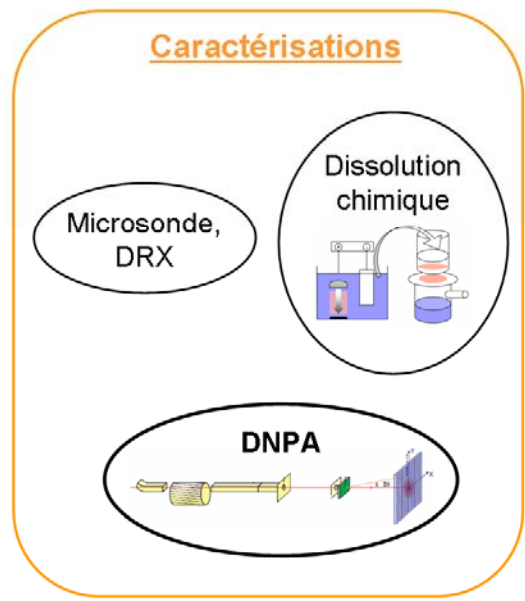 Caractérisations
Dissolution
chimique
Microsonde,
DRX
DNPA